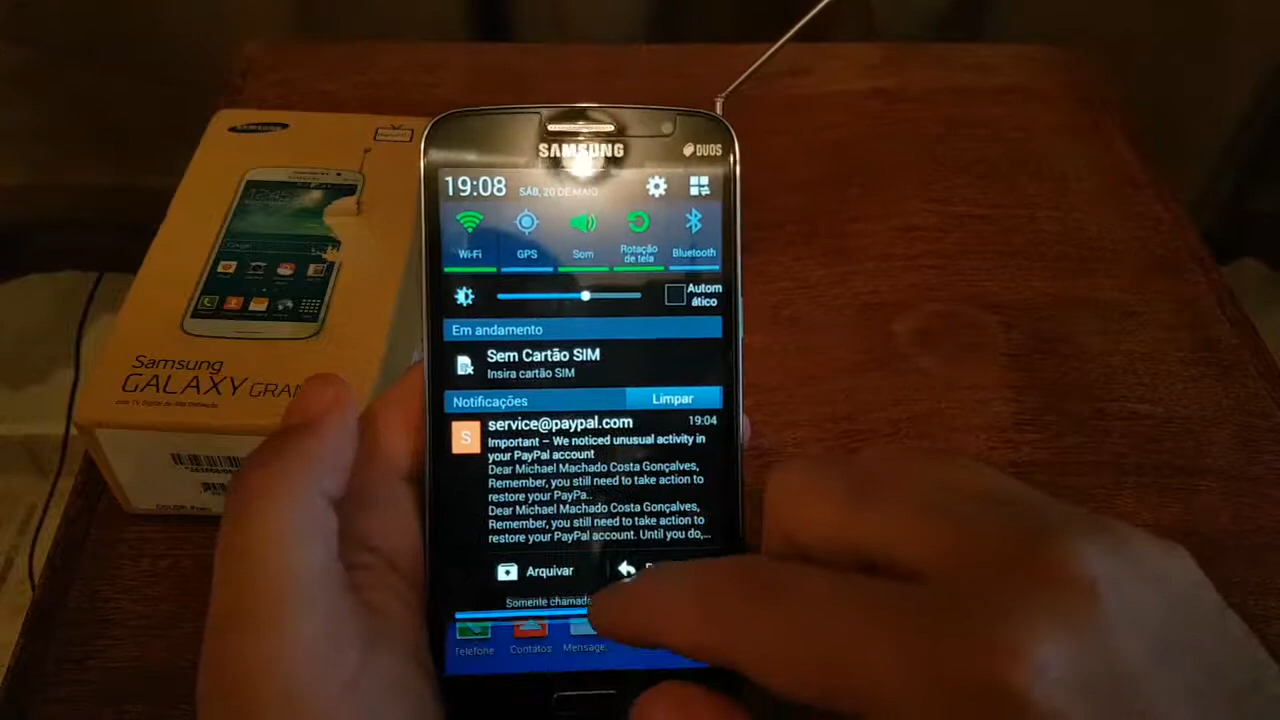 SAMSUNG
12:45
Samsung
GALAXY GRAN
SAMSUNG
DUOS
19:08 SÁB, 20 DE MAIO
Wi-Fi GPS Som Rotação de tela Bluetooth
Automático
Em andamento
Sem Cartão SIM
Insira cartão SIM
Notificações Limpar
S
service@paypal.com 19:04
Important – We noticed unusual activity in
your PayPal account
Dear Michael Machado Costa Gonçalves,
Remember, you still need to take action to
restore your PayPa..
Dear Michael Machado Costa Gonçalves,
Remember, you still need to take action to
restore your PayPal account. Until you do,...
Arquivar
Somente chamada
Telefone Contatos Mensage.